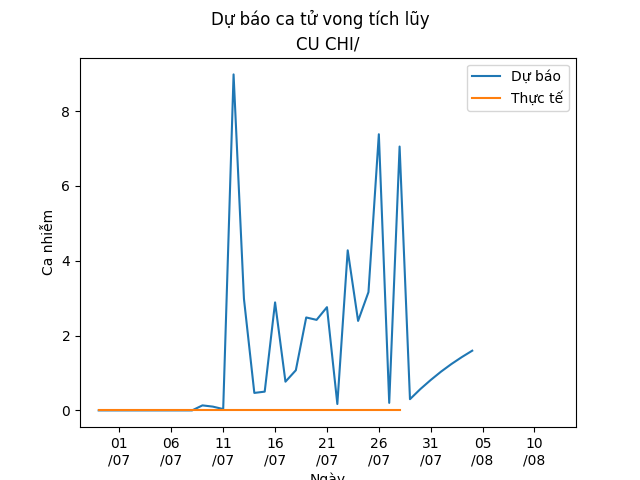 Dự báo ca tử vong tích lũy
CU CHI/
Dự báo
Thực tế
Ca nhiễm
8
6
4
2
0
01 06 11 16 21 26 31 05 10
/07 /07 /07 /07 /07 /07 /07 /08 /08
Ngày